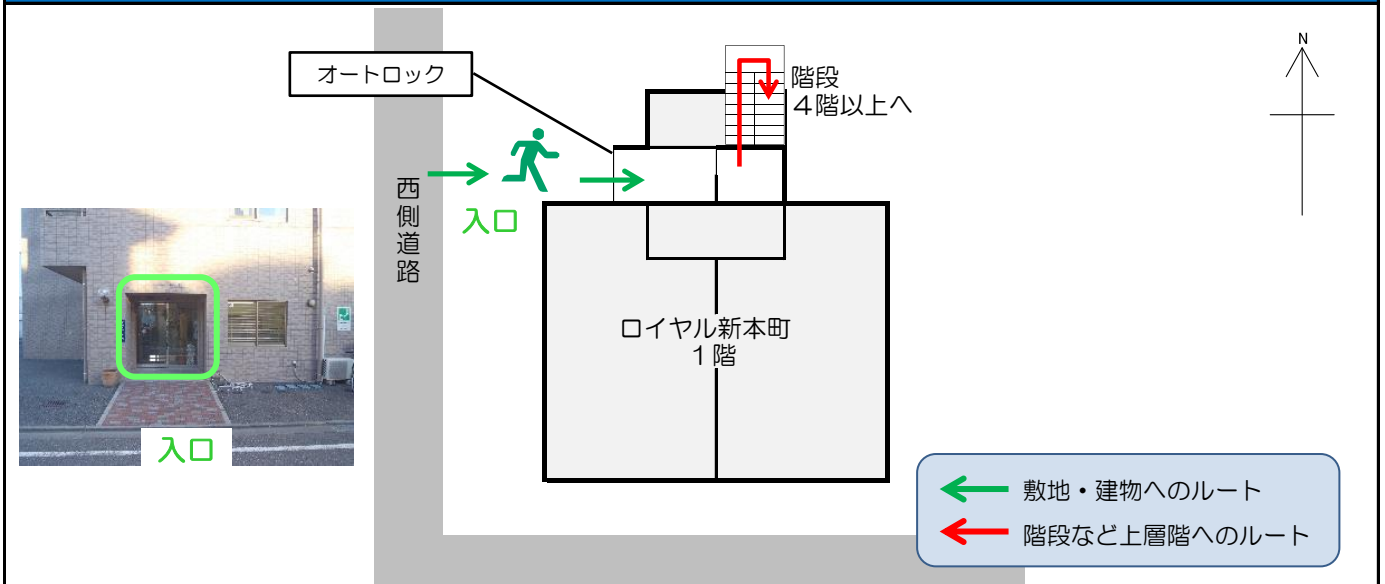 オートロック
階段
４階以上へ
N
西側道路
入口
ロイヤル新本町
１階
入口
敷地・建物へのルート
階段など上層階へのルート